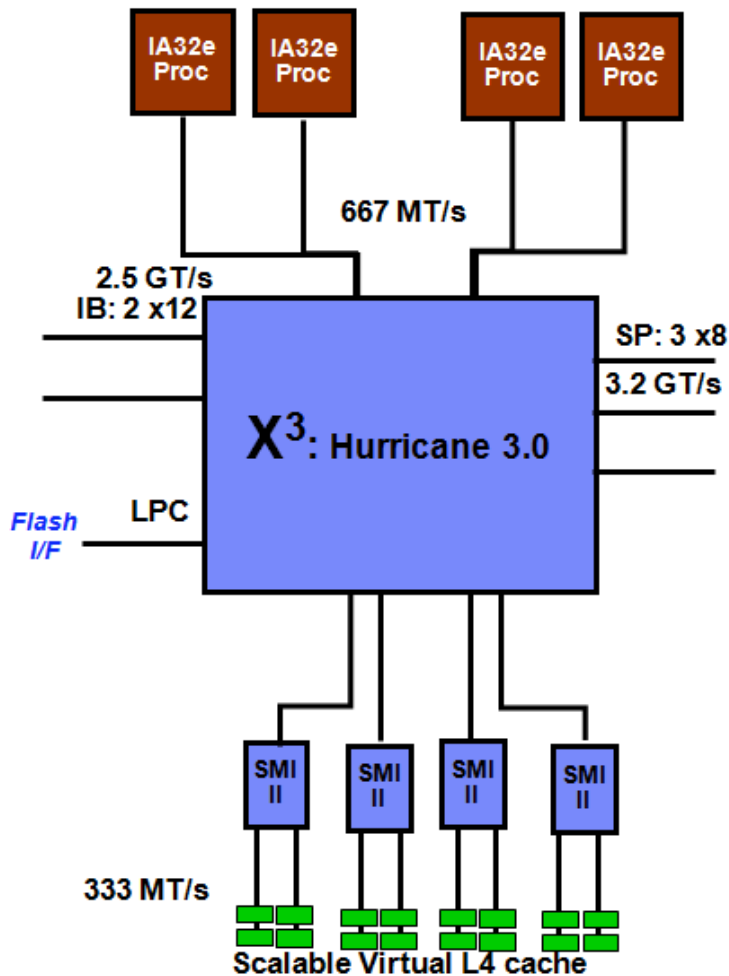 IA32e
Proc
IA32e
Proc
IA32e
Proc
IA32e
Proc
667 MT/s
2.5 GT/s
IB: 2 x12
SP: 3 x8
3.2 GT/s
X³: Hurricane 3.0
LPC
Flash
I/F
SMI
II
SMI
II
SMI
II
SMI
II
333 MT/s
Scalable Virtual L4 cache